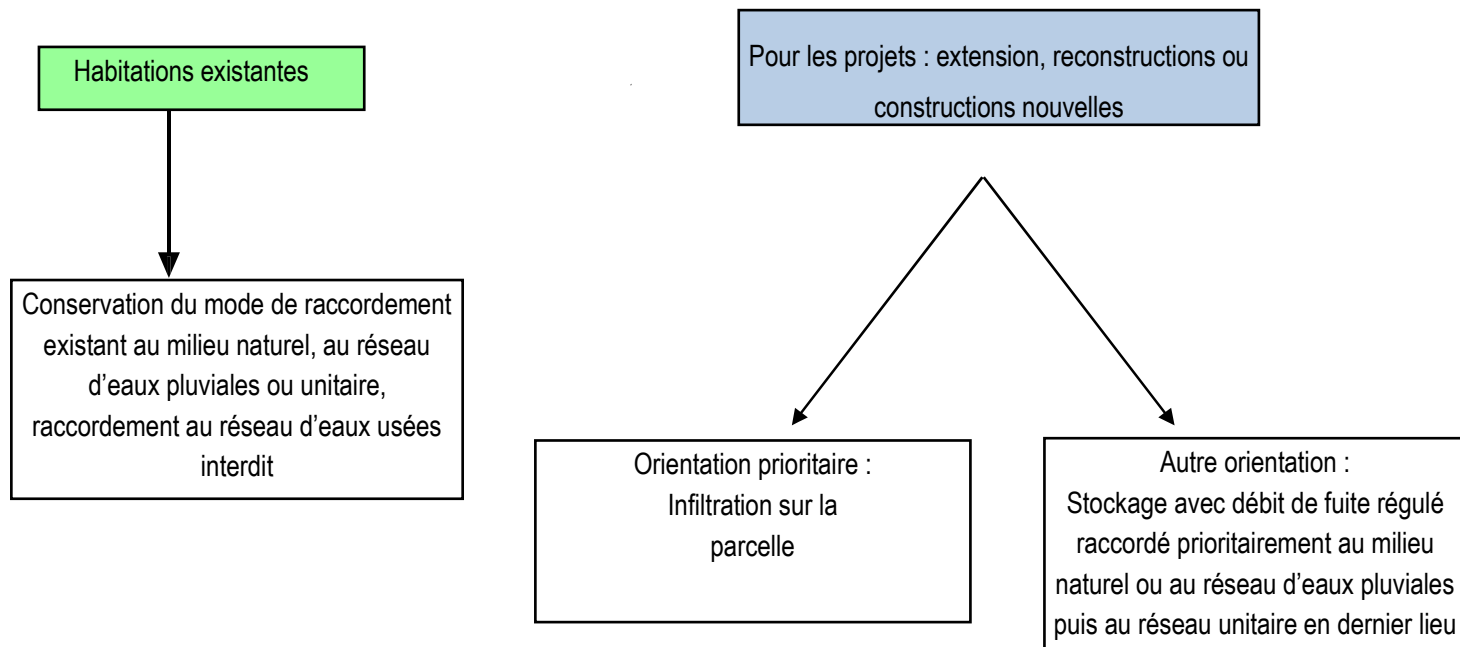 Habitations existantes
Conservation du mode de raccordement
existant au milieu naturel, au réseau
d’eaux pluviales ou unitaire,
raccordement au réseau d’eaux usées
interdit
Pour les projets : extension, reconstructions ou
constructions nouvelles
Orientation prioritaire :
Infiltration sur la
parcelle
Autre orientation :
Stockage avec débit de fuite régulé
raccordé prioritairement au milieu
naturel ou au réseau d’eaux pluviales
puis au réseau unitaire en dernier lieu